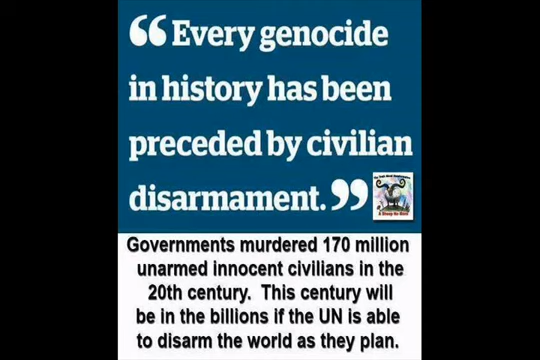 “Every genocide
in history has been
preceded by civilian
disarmament.”
Governments murdered 170 million
unarmed innocent civilians in the
20th century. This century will
be in the billions if the UN is able
to disarm the world as they plan.